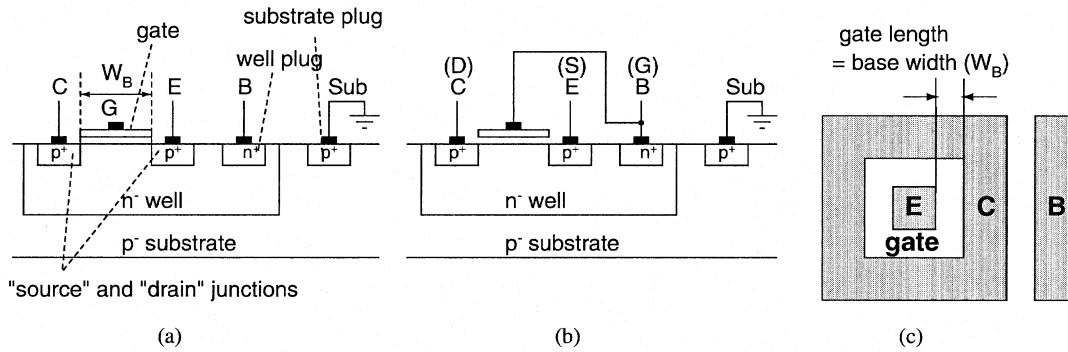 substrate plug
gate
well plug
W_B
C
G
E
B
Sub
p⁺
p⁺
n⁺
p⁺
n⁻ well
p⁻ substrate
"source" and "drain" junctions
(a)
(D)
(S)
(G)
C
E
B
Sub
p⁺
p⁺
n⁺
p⁺
n⁻ well
p⁻ substrate
(b)
gate length
= base width (W_B)
E
C
B
gate
(c)